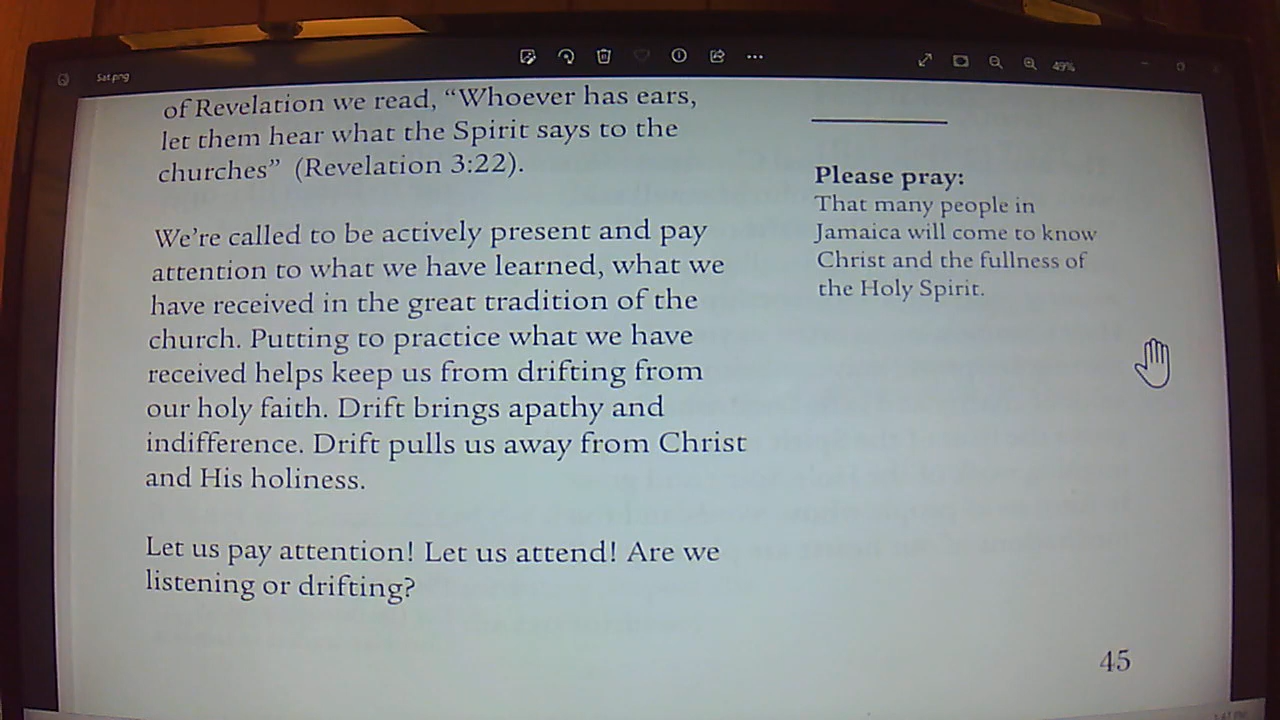 Sat.png
49%
of Revelation we read, “Whoever has ears,
let them hear what the Spirit says to the
churches” (Revelation 3:22).
We’re called to be actively present and pay
attention to what we have learned, what we
have received in the great tradition of the
church. Putting to practice what we have
received helps keep us from drifting from
our holy faith. Drift brings apathy and
indifference. Drift pulls us away from Christ
and His holiness.
Let us pay attention! Let us attend! Are we
listening or drifting?
Please pray:
That many people in
Jamaica will come to know
Christ and the fullness of
the Holy Spirit.
45